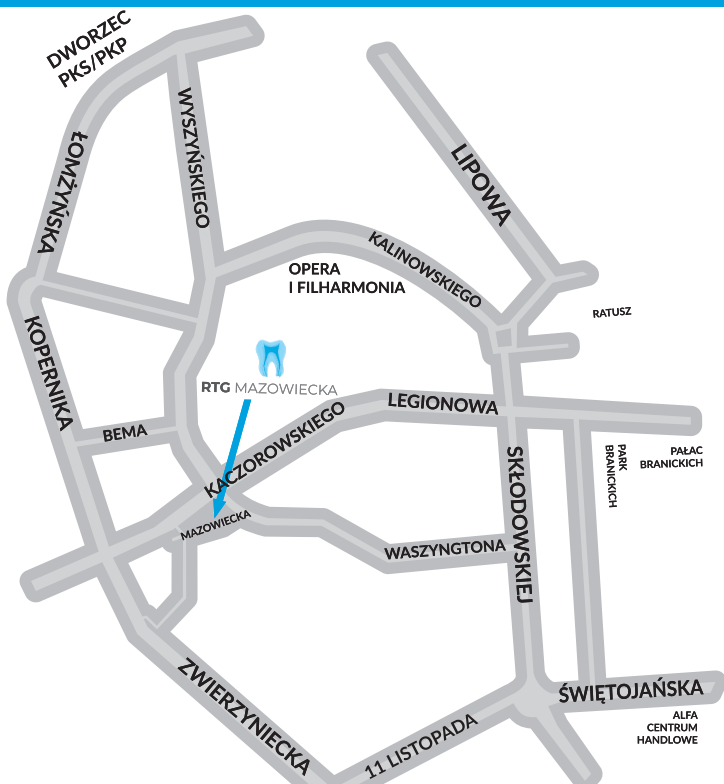 DWORZEC
PKS/PKP
WYSZYŃSKIEGO
ŁOMŻYŃSKA
LIPOWA
KALINOWSKIEGO
OPERA
I FILHARMONIA
RATUSZ
KOPERNIKA
RTG MAZOWIECKA
LEGIONOWA
KACZOROWSKIEGO
BEMA
PARK
BRANICKICH
PAŁAC
BRANICKICH
SKŁODOWSKIEJ
MAZOWIECKA
WASZYNGTONA
ZWIERZYNIECKA
ŚWIĘTOJAŃSKA
11 LISTOPADA
ALFA
CENTRUM
HANDLOWE